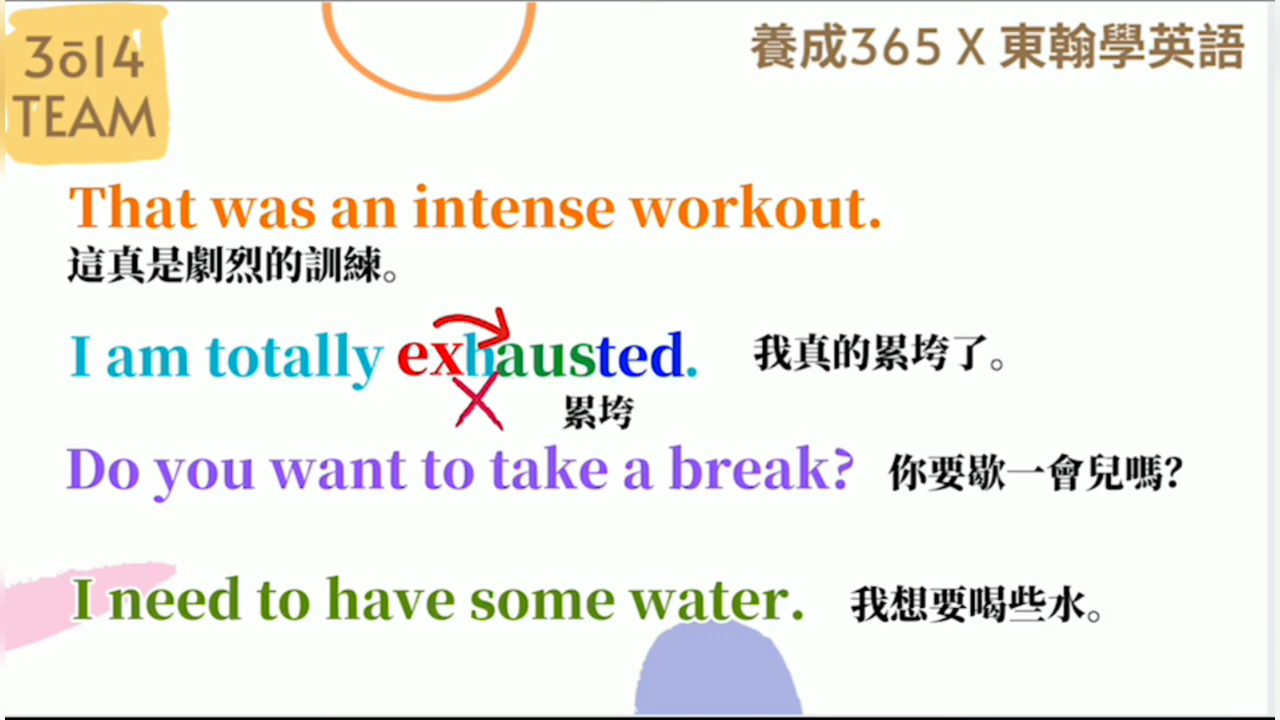 3ō14
TEAM
養成365 X 東翰學英語
That was an intense workout.
這真是劇烈的訓練。
I am totally exhausted. 我真的累垮了。
累垮
Do you want to take a break? 你要歇一會兒嗎?
I need to have some water. 我想要喝些水。